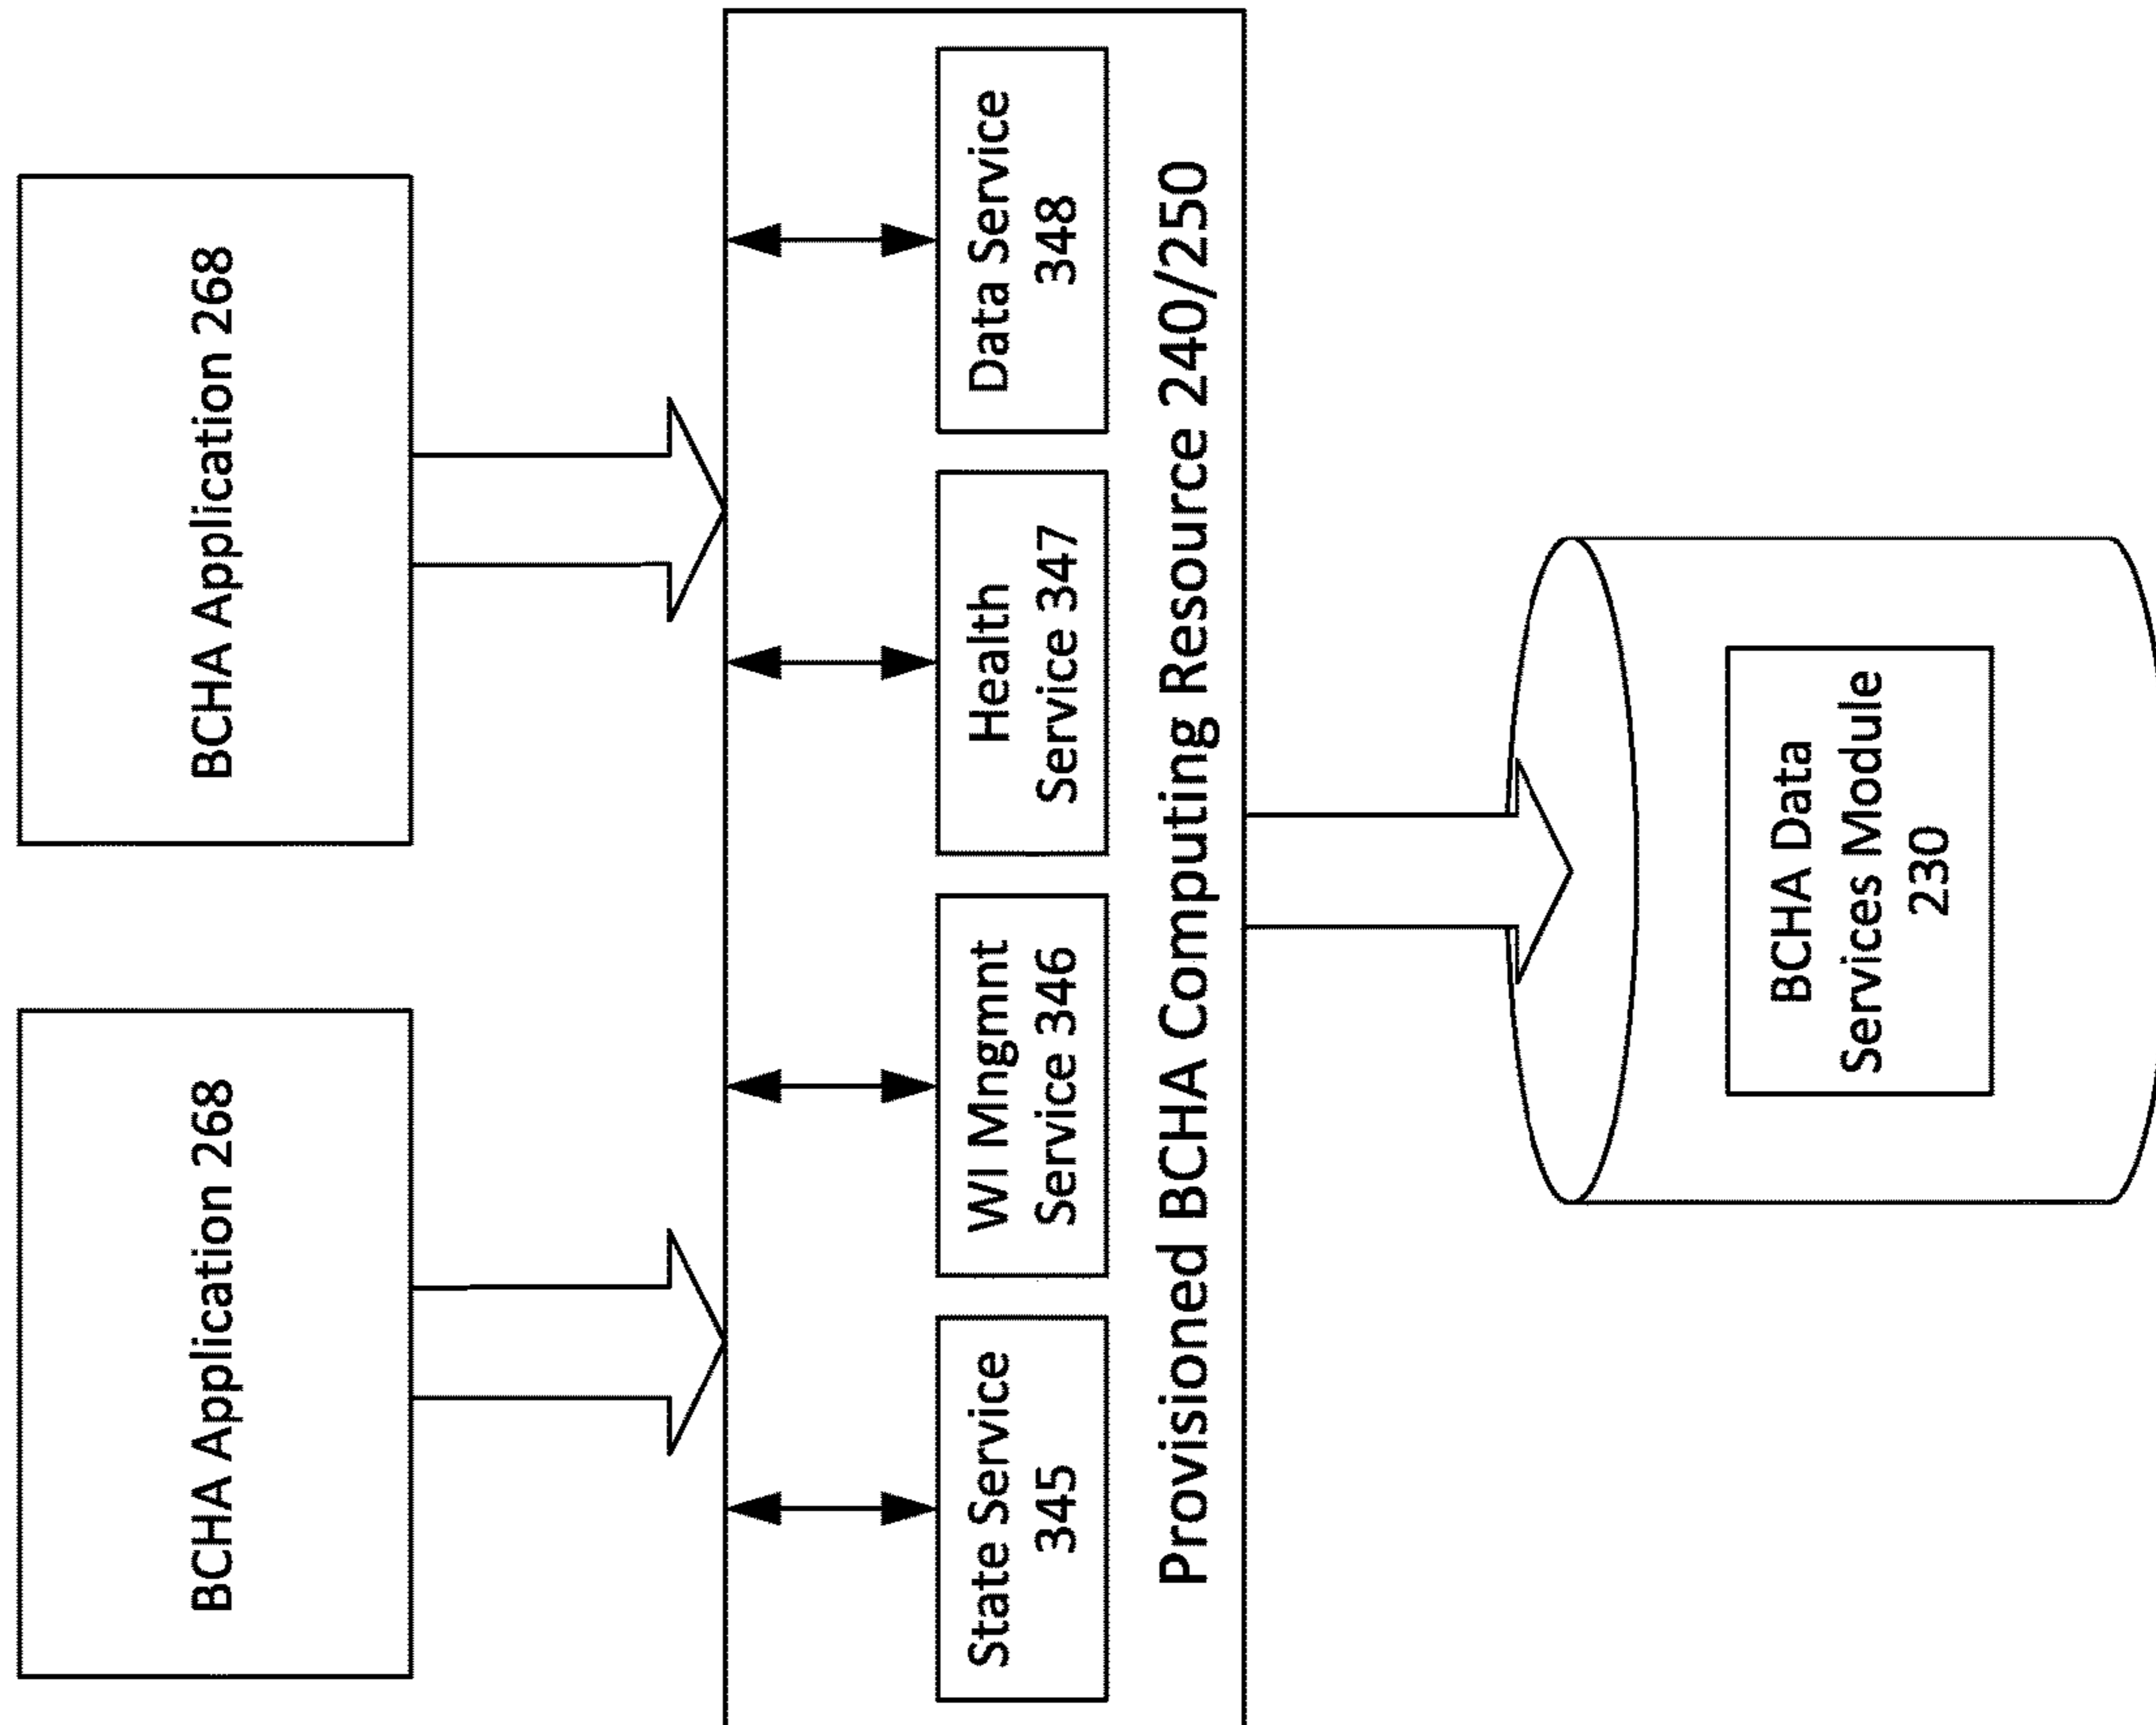 BCHA Application 268
BCHA Application 268
State Service
345
WI Mngmnt
Service 346
Health
Service 347
Data Service
348
Provisioned BCHA Computing Resource 240/250
BCHA Data
Services Module
230